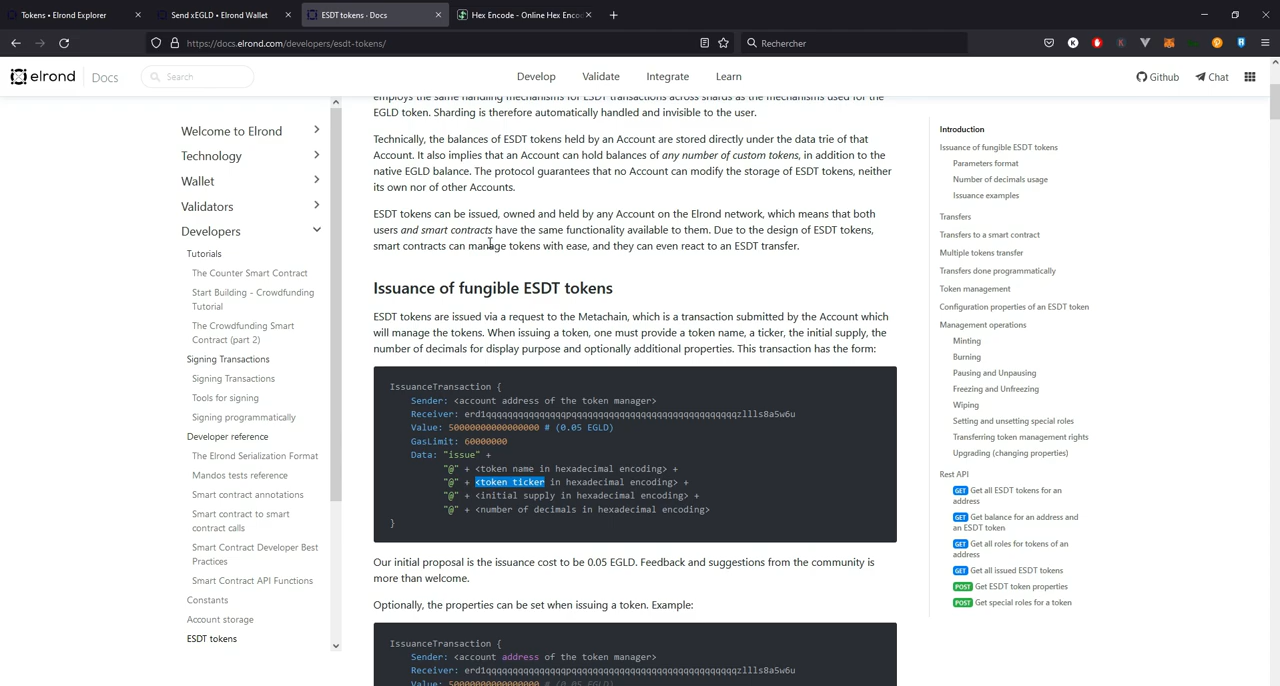 Tokens • Elrond Explorer
Send xEGLD • Elrond Wallet
ESDT tokens · Docs
Hex Encode - Online Hex Enco
https://docs.elrond.com/developers/esdt-tokens/
Rechercher
elrond
Docs
Search
Develop
Validate
Integrate
Learn
Github
Chat
Welcome to Elrond
Technology
Wallet
Validators
Developers
Tutorials
The Counter Smart Contract
Start Building - Crowdfunding
Tutorial
The Crowdfunding Smart
Contract (part 2)
Signing Transactions
Signing Transactions
Tools for signing
Signing programmatically
Developer reference
The Elrond Serialization Format
Mandos tests reference
Smart contract annotations
Smart contract to smart
contract calls
Smart Contract Developer Best
Practices
Smart Contract API Functions
Constants
Account storage
ESDT tokens
employs the same handling mechanisms for ESDT transactions across shards as the mechanisms used for the
EGLD token. Sharding is therefore automatically handled and invisible to the user.
Technically, the balances of ESDT tokens held by an Account are stored directly under the data trie of that
Account. It also implies that an Account can hold balances of any number of custom tokens, in addition to the
native EGLD balance. The protocol guarantees that no Account can modify the storage of ESDT tokens, neither
its own nor of other Accounts.
ESDT tokens can be issued, owned and held by any Account on the Elrond network, which means that both
users and smart contracts have the same functionality available to them. Due to the design of ESDT tokens,
smart contracts can manage tokens with ease, and they can even react to an ESDT transfer.
Issuance of fungible ESDT tokens
ESDT tokens are issued via a request to the Metachain, which is a transaction submitted by the Account which
will manage the tokens. When issuing a token, one must provide a token name, a ticker, the initial supply, the
number of decimals for display purpose and optionally additional properties. This transaction has the form:
IssuanceTransaction {
Sender: <account address of the token manager>
Receiver: erd1qqqqqqqqqqqqqqqpqqqqqqqqqqqqqqqqqqqqqqqqqqqqqqqzllls8a5w6u
Value: 50000000000000000 # (0.05 EGLD)
GasLimit: 60000000
Data: "issue" +
"@" + <token name in hexadecimal encoding> +
"@" + <token ticker in hexadecimal encoding> +
"@" + <initial supply in hexadecimal encoding> +
"@" + <number of decimals in hexadecimal encoding>
}
Our initial proposal is the issuance cost to be 0.05 EGLD. Feedback and suggestions from the community is
more than welcome.
Optionally, the properties can be set when issuing a token. Example:
IssuanceTransaction {
Sender: <account address of the token manager>
Receiver: erd1qqqqqqqqqqqqqqqpqqqqqqqqqqqqqqqqqqqqqqqqqqqqqqqzllls8a5w6u
Value: 50000000000000000 # (0.05 EGLD)
Introduction
Issuance of fungible ESDT tokens
Parameters format
Number of decimals usage
Issuance examples
Transfers
Transfers to a smart contract
Multiple tokens transfer
Transfers done programmatically
Token management
Configuration properties of an ESDT token
Management operations
Minting
Burning
Pausing and Unpausing
Freezing and Unfreezing
Wiping
Setting and unsetting special roles
Transferring token management rights
Upgrading (changing properties)
Rest API
GET Get all ESDT tokens for an
address
GET Get balance for an address and
an ESDT token
GET Get all roles for tokens of an
address
GET Get all issued ESDT tokens
POST Get ESDT token properties
POST Get special roles for a token